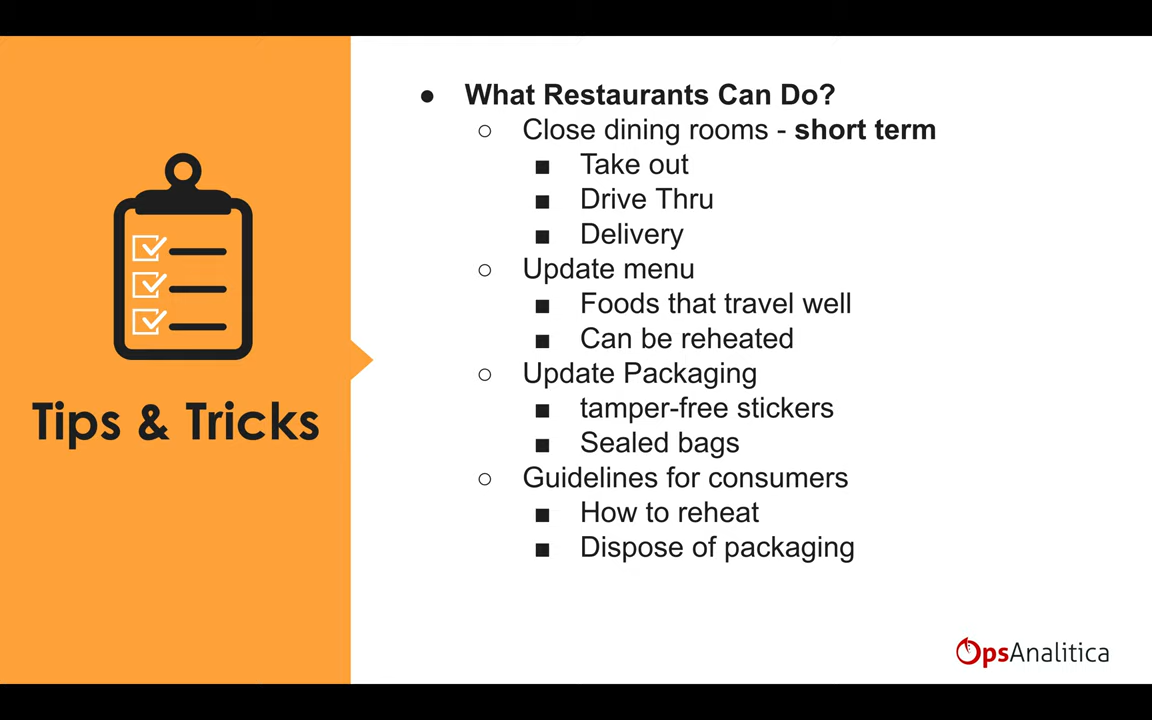 Tips & Tricks
● What Restaurants Can Do?
○ Close dining rooms - short term
■ Take out
■ Drive Thru
■ Delivery
○ Update menu
■ Foods that travel well
■ Can be reheated
○ Update Packaging
■ tamper-free stickers
■ Sealed bags
○ Guidelines for consumers
■ How to reheat
■ Dispose of packaging
OpsAnalitica